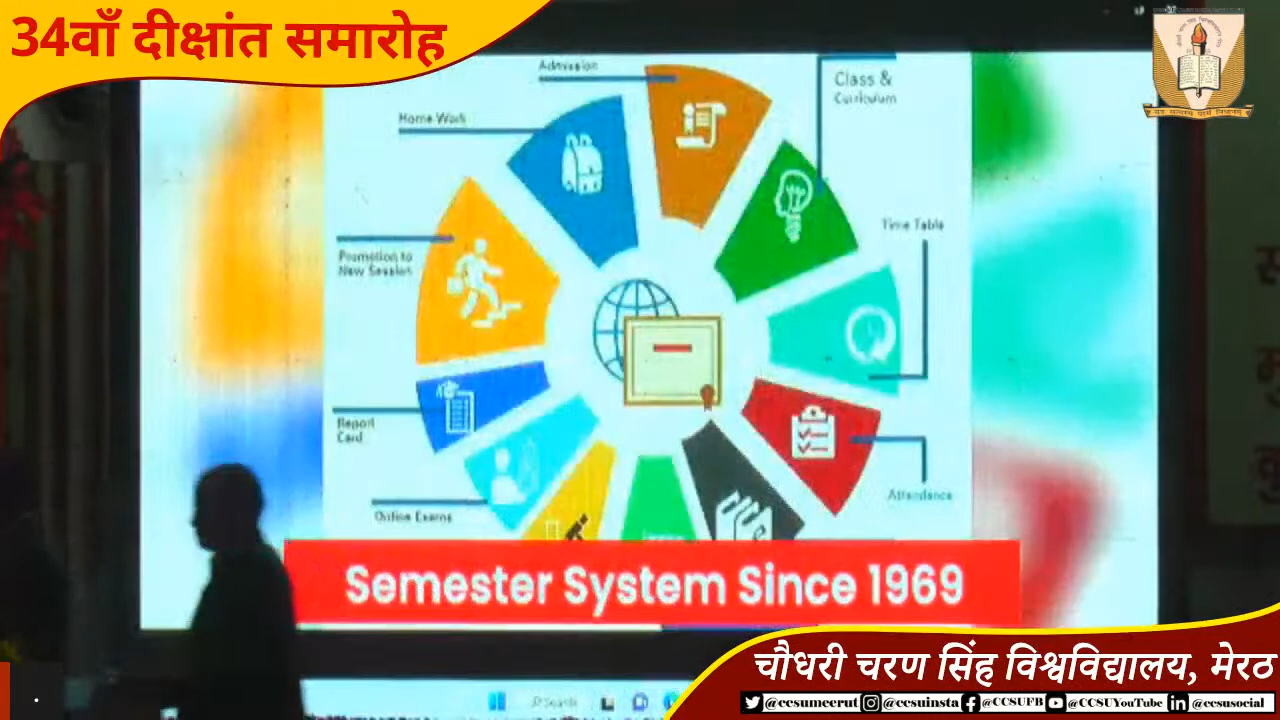 34वाँ दीक्षांत समारोह
Admission
Class &
Curriculum
Home Work
Time Table
Promotion to
New Session
Report
Card
Attendance
Online Exams
Semester System Since 1969
चौधरी चरण सिंह विश्वविद्यालय, मेरठ
@ccsumeerut @ccsuinsta @CCSUFB @CCSUYouTube @ccsusocial
Search